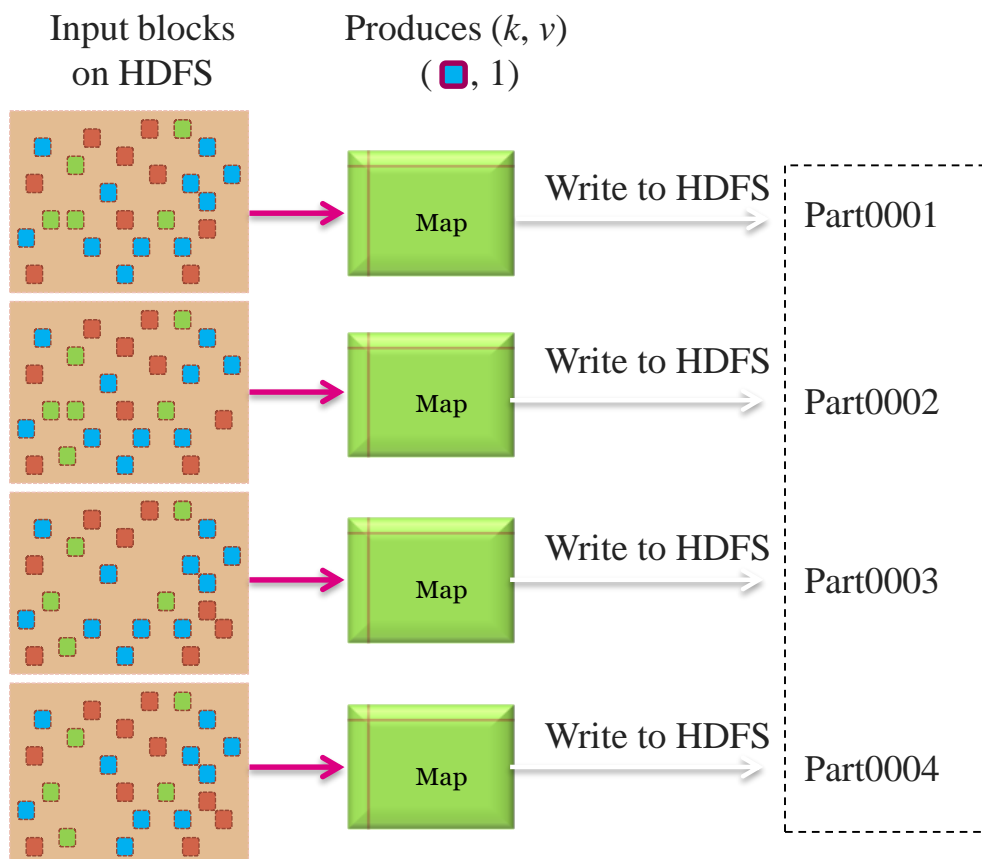 Input blocks
on HDFS
Produces (k, v)
( , 1)
Map
Write to HDFS
Part0001
Map
Write to HDFS
Part0002
Map
Write to HDFS
Part0003
Map
Write to HDFS
Part0004